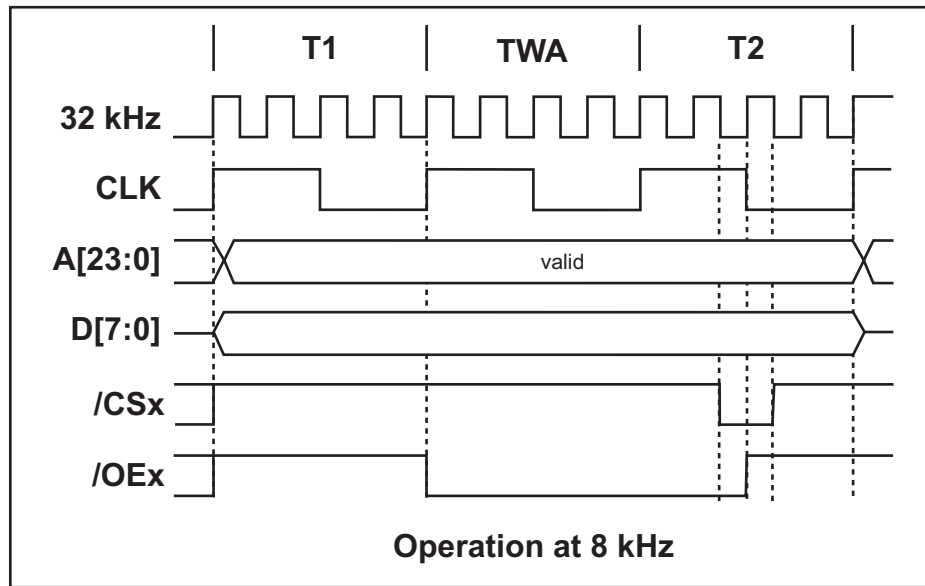 T1 TWA T2
32 kHz
CLK
A[23:0] valid
D[7:0]
/CSx
/OEx
Operation at 8 kHz